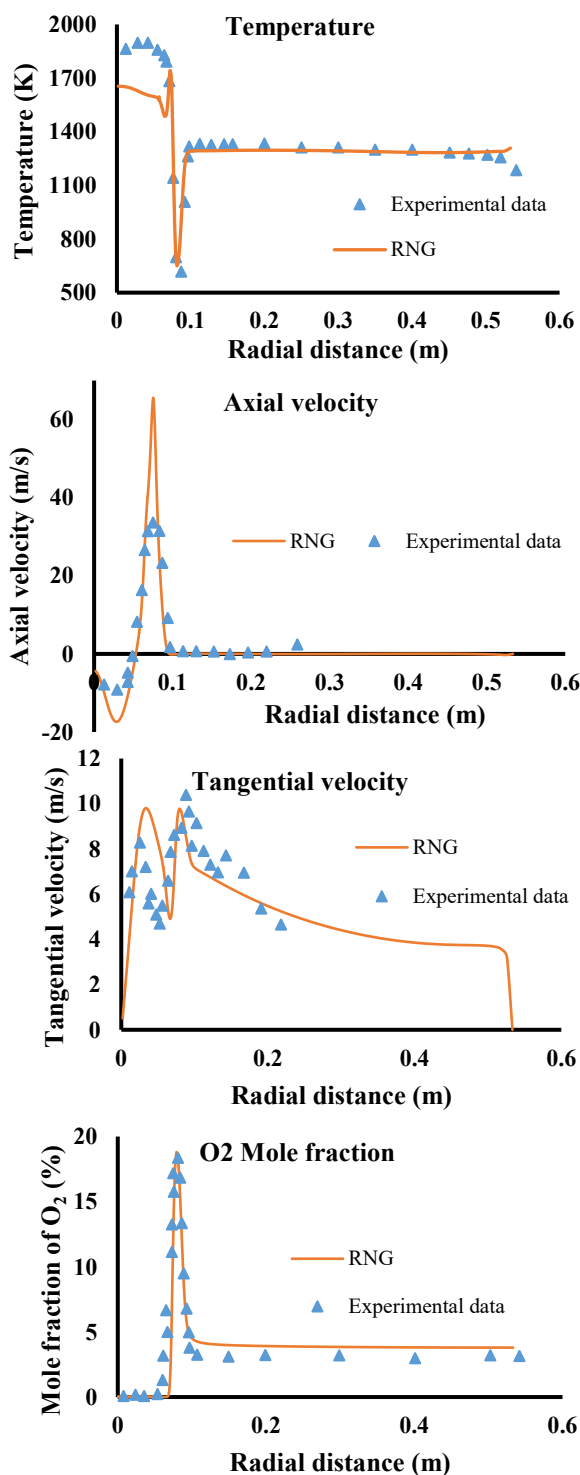 Temperature
Temperature (K)
2000
1700
1400
1100
800
500
Experimental data
RNG
0 0.1 0.2 0.3 0.4 0.5 0.6
Radial distance (m)
Axial velocity
Axial velocity (m/s)
60
40
20
0
-20
RNG Experimental data
0 0.1 0.2 0.3 0.4 0.5 0.6
Radial distance (m)
Tangential velocity
Tangential velocity (m/s)
12
10
8
6
4
2
0
RNG
Experimental data
0 0.2 0.4 0.6
Radial distance (m)
O2 Mole fraction
Mole fraction of O₂ (%)
20
15
10
5
0
RNG
Experimental data
0 0.2 0.4 0.6
Radial distance (m)